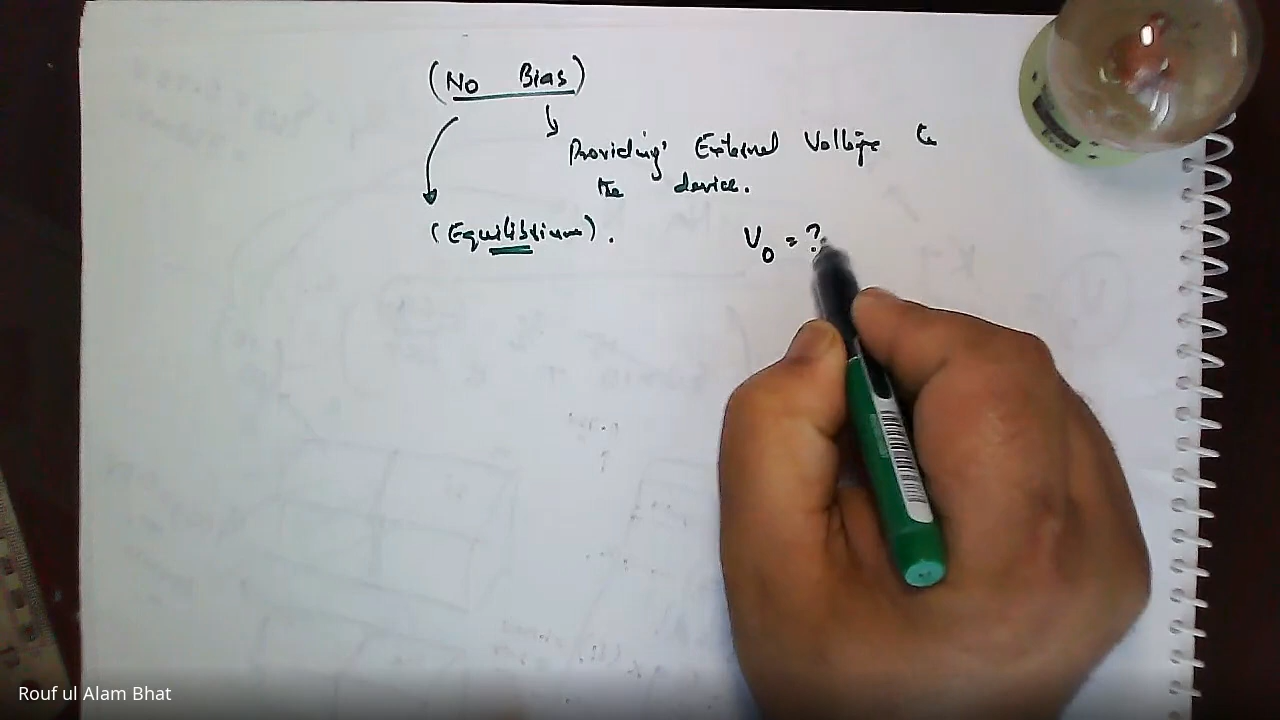 (No Bias)
Providing External Voltage to
the device.
(Equilibrium).
V₀ = ?
Rouf ul Alam Bhat